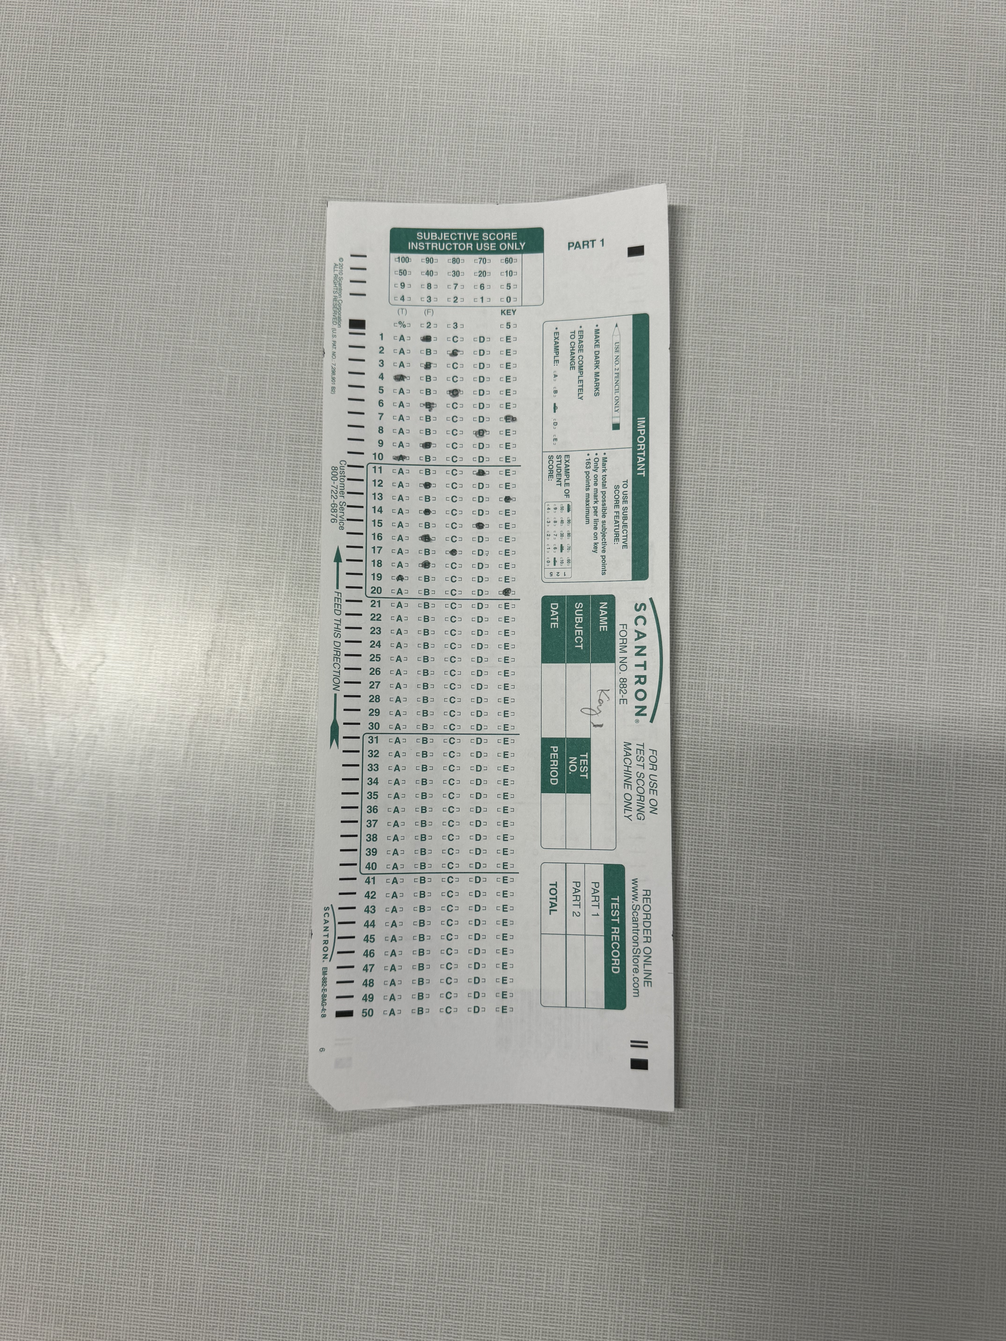 SUBJECTIVE SCORE
INSTRUCTOR USE ONLY
100 90 80 70 60
50 40 30 20 10
9 8 7 6 5
4 3 2 1 0
(T) (F) KEY
% 2 3 5
1 A C D E
2 A B D E
3 A B C D E
4 B C D E
5 A B D E
6 A C D E
7 A B C D
8 A B C D E
9 A C D E
10 B C D E
11 A B C E
12 A C D E
13 A B C D
14 A C D E
15 A B C E
16 A C D E
17 A B D E
18 A C D E
19 B C D E
20 A B C D
21 A B C D E
22 A B C D E
23 A B C D E
24 A B C D E
25 A B C D E
26 A B C D E
27 A B C D E
28 A B C D E
29 A B C D E
30 A B C D E
31 A B C D E
32 A B C D E
33 A B C D E
34 A B C D E
35 A B C D E
36 A B C D E
37 A B C D E
38 A B C D E
39 A B C D E
40 A B C D E
41 A B C D E
42 A B C D E
43 A B C D E
44 A B C D E
45 A B C D E
46 A B C D E
47 A B C D E
48 A B C D E
49 A B C D E
50 A B C D E
PART 1
IMPORTANT
USE NO. 2 PENCIL ONLY
• MAKE DARK MARKS
• ERASE COMPLETELY
TO CHANGE
• EXAMPLE: A B D E
TO USE SUBJECTIVE
SCORE FEATURE:
• Mark total possible subjective points
• Only one mark per line on key
• 163 points maximum
EXAMPLE OF
STUDENT
SCORE:
SCANTRON®
FORM NO. 882-E
FOR USE ON
TEST SCORING
MACHINE ONLY
REORDER ONLINE
www.ScantronStore.com
NAME
SUBJECT
TEST
NO.
DATE
PERIOD
TEST RECORD
PART 1
PART 2
TOTAL
ALL RIGHTS RESERVED.
Customer Service
800-722-6876
FEED THIS DIRECTION
SCANTRON.
6